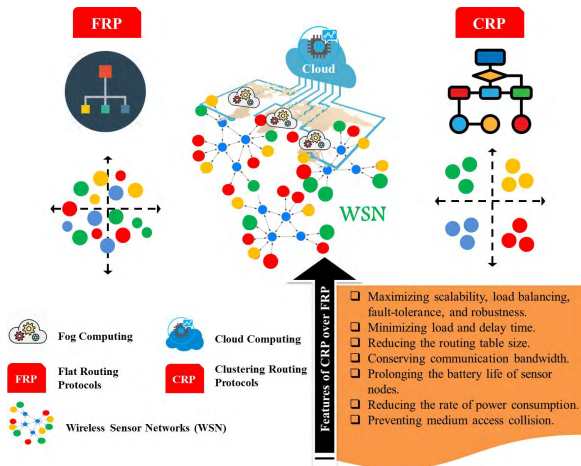 FRP
CRP
Cloud
WSN
Features of CRP over FRP
Maximizing scalability, load balancing,
fault-tolerance, and robustness.
Minimizing load and delay time.
Reducing the routing table size.
Conserving communication bandwidth.
Prolonging the battery life of sensor
nodes.
Reducing the rate of power consumption.
Preventing medium access collision.
Fog Computing
Cloud Computing
FRP
Flat Routing
Protocols
CRP
Clustering Routing
Protocols
Wireless Sensor Networks (WSN)